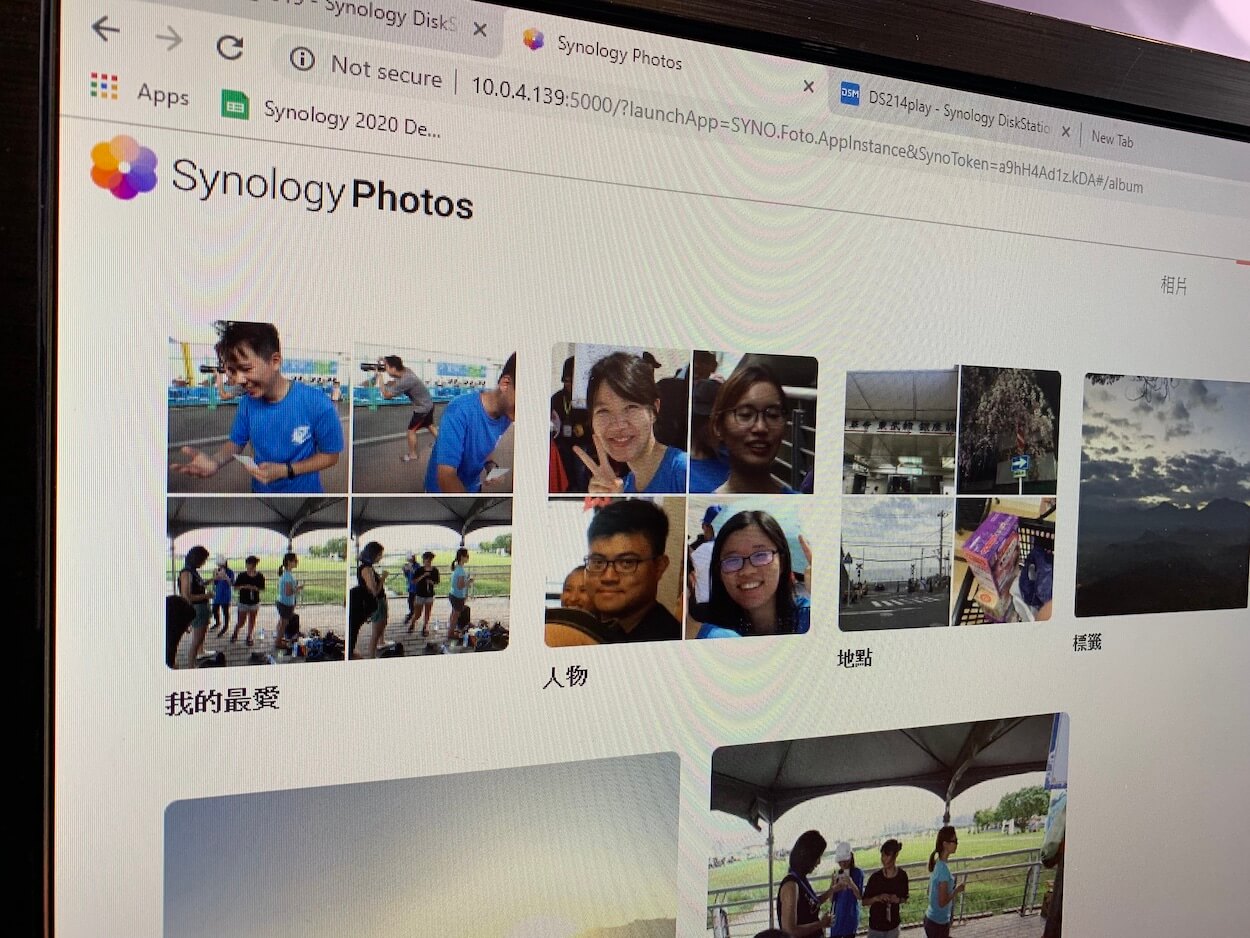 Synology DiskS
Synology Photos
DS214play - Synology DiskStatio
New Tab
Not secure
10.0.4.139:5000/?launchApp=SYNO.Foto.AppInstance&SynoToken=a9hH4Ad1z.kDA#/album
Apps
Synology 2020 De...
Synology Photos
相片
我的最愛
人物
地點
標籤